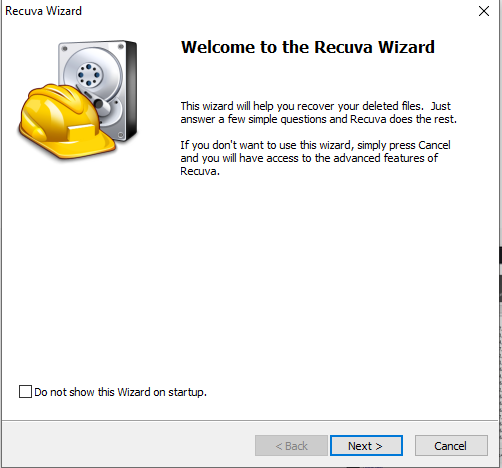 Recuva Wizard
Welcome to the Recuva Wizard
This wizard will help you recover your deleted files.  Just
answer a few simple questions and Recuva does the rest.
If you don't want to use this wizard, simply press Cancel
and you will have access to the advanced features of
Recuva.
Do not show this Wizard on startup.
< Back
Next >
Cancel